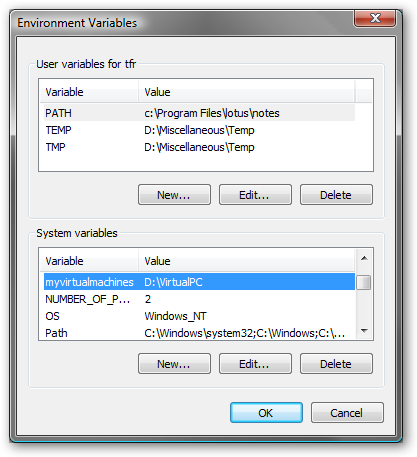 Environment Variables
User variables for tfr
Variable Value
PATH c:\Program Files\lotus\notes
TEMP D:\Miscellaneous\Temp
TMP D:\Miscellaneous\Temp
New... Edit... Delete
System variables
Variable Value
myvirtualmachines D:\VirtualPC
NUMBER_OF_P... 2
OS Windows_NT
Path C:\Windows\system32;C:\Windows;C:\...
New... Edit... Delete
OK Cancel